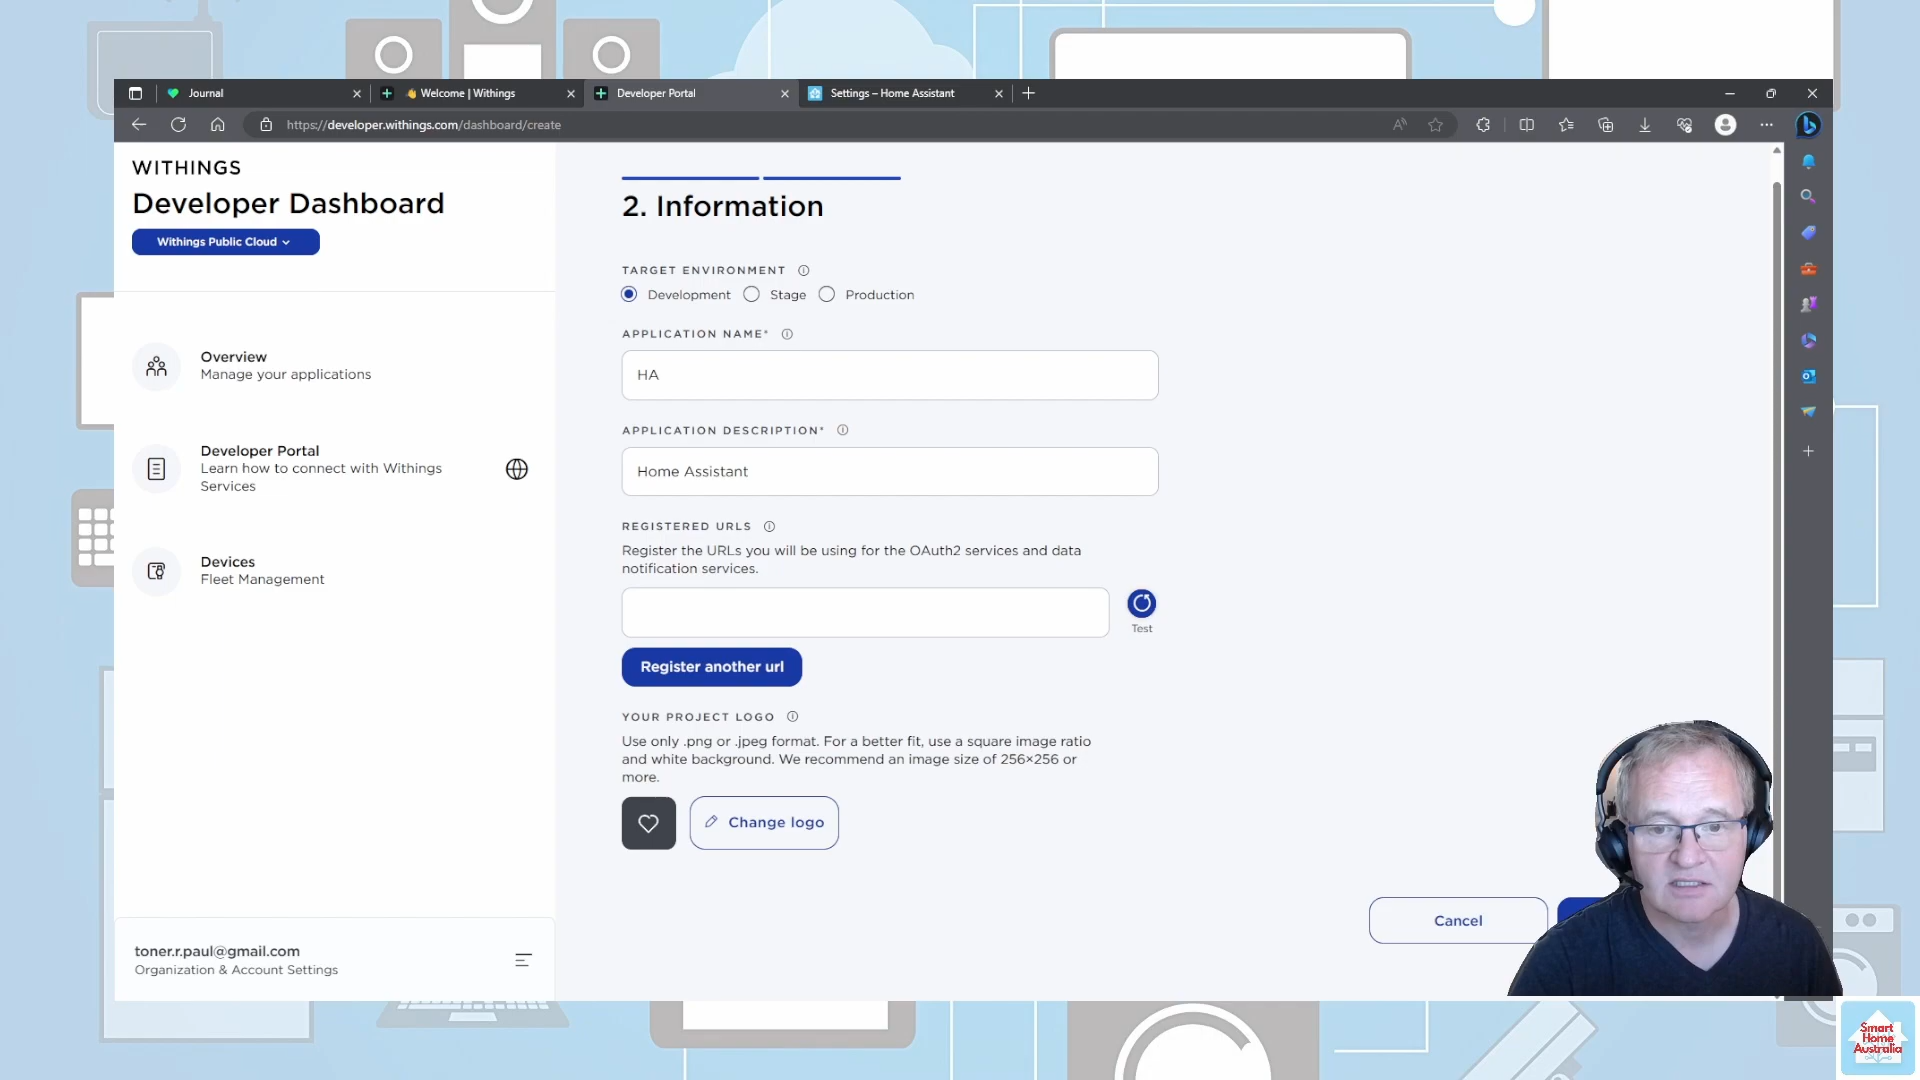 Journal
👋 Welcome | Withings
Developer Portal
Settings – Home Assistant
https://developer.withings.com/dashboard/create
WITHINGS
Developer Dashboard
Withings Public Cloud
Overview
Manage your applications
Developer Portal
Learn how to connect with Withings
Services
Devices
Fleet Management
toner.r.paul@gmail.com
Organization & Account Settings
2. Information
TARGET ENVIRONMENT
Development
Stage
Production
APPLICATION NAME*
HA
APPLICATION DESCRIPTION*
Home Assistant
REGISTERED URLS
Register the URLs you will be using for the OAuth2 services and data
notification services.
Test
Register another url
YOUR PROJECT LOGO
Use only .png or .jpeg format. For a better fit, use a square image ratio
and white background. We recommend an image size of 256×256 or
more.
Change logo
Cancel
Smart
Home
Australia